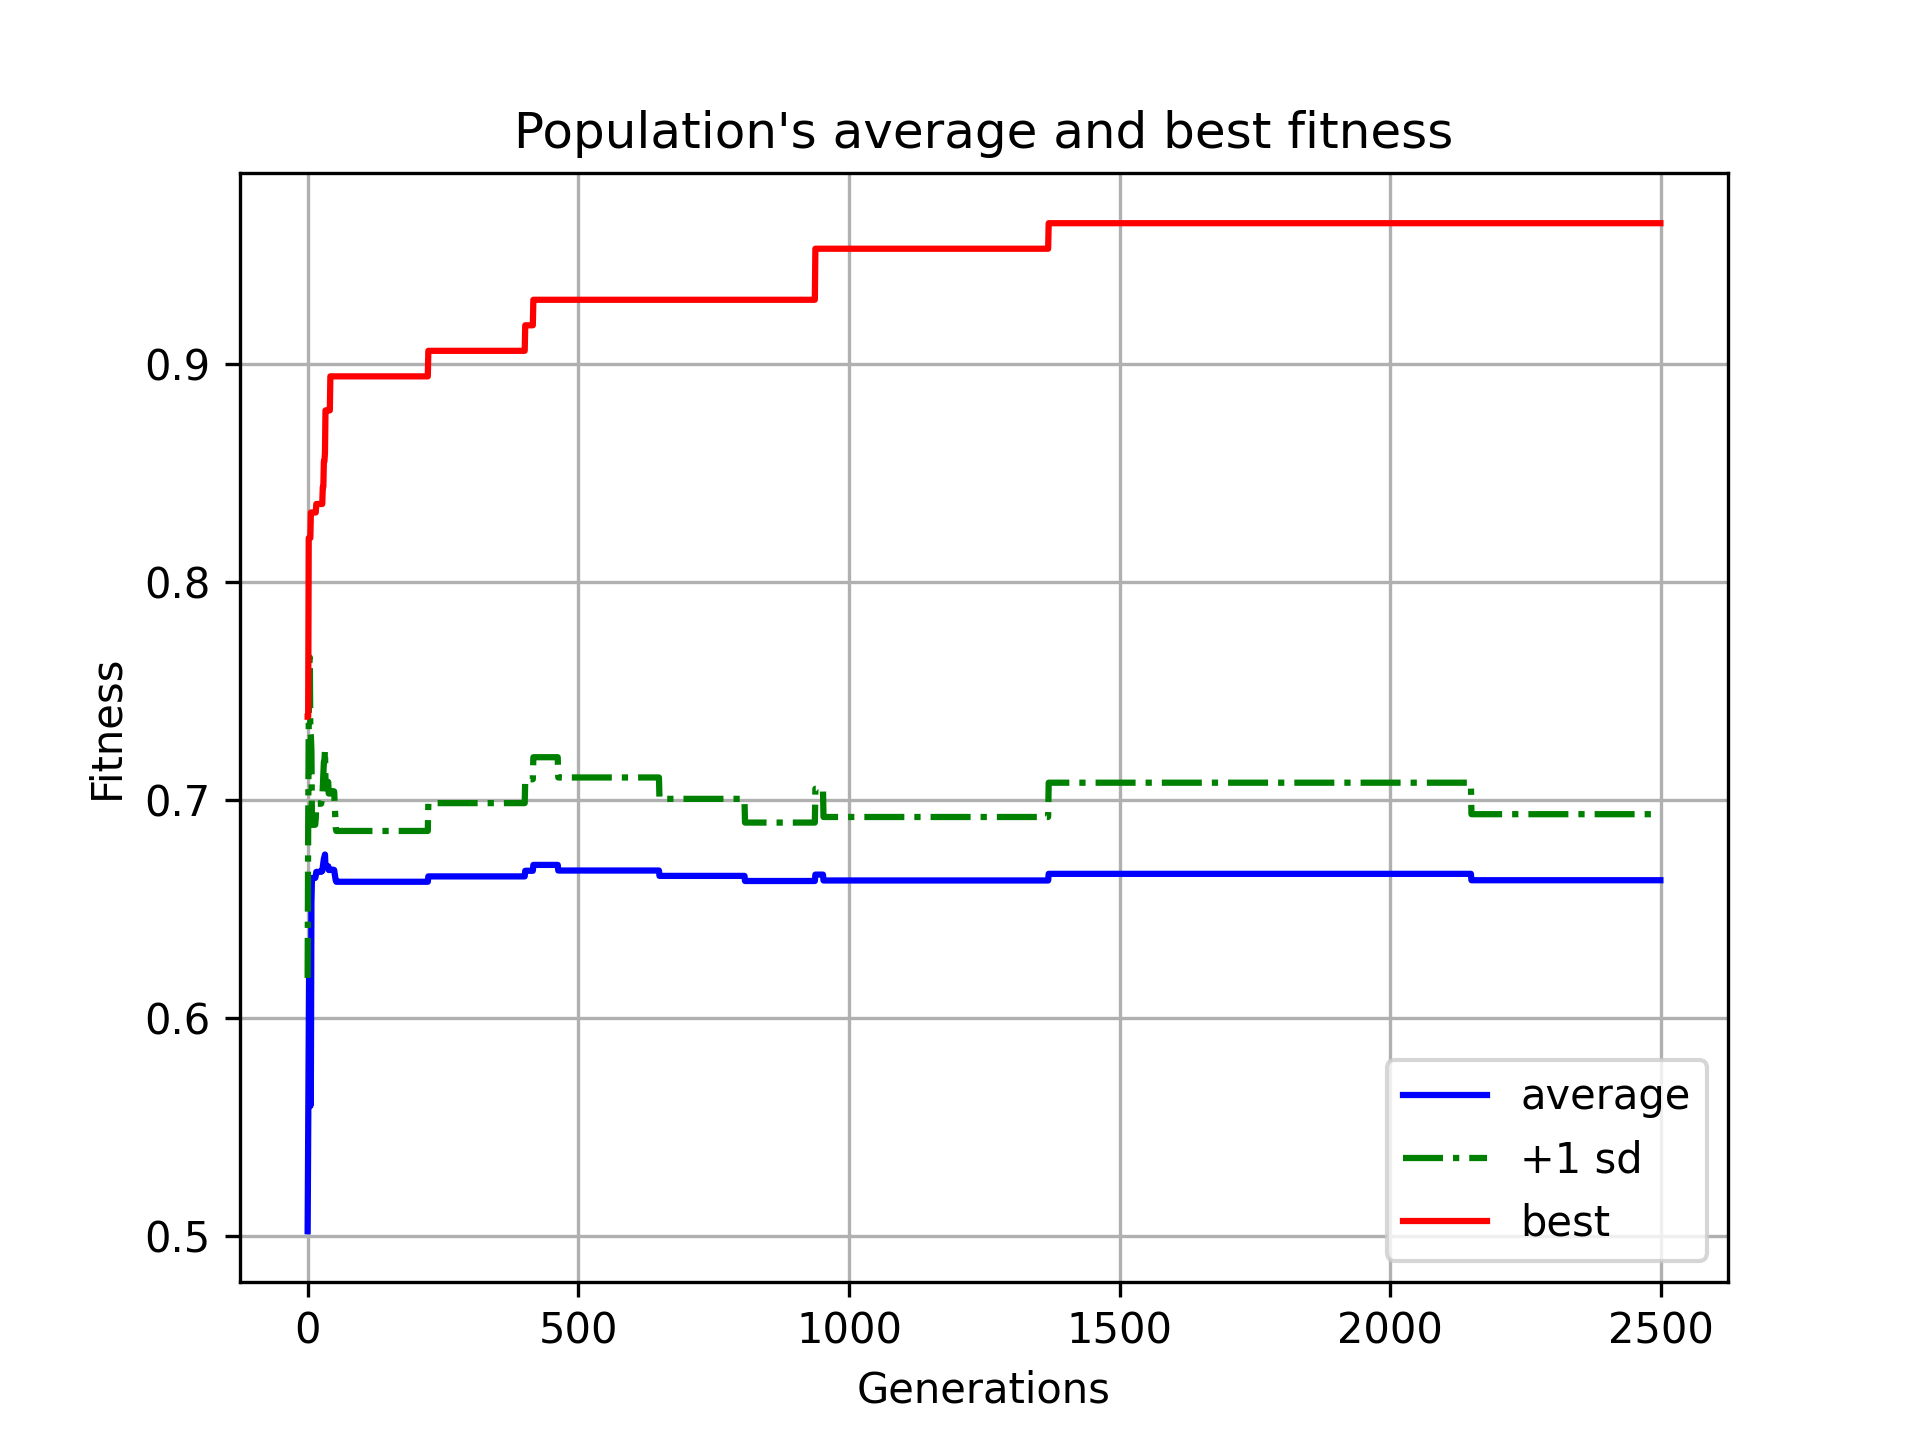 Population's average and best fitness
Fitness
0.9
0.8
0.7
0.6
0.5
average
+1 sd
best
0 500 1000 1500 2000 2500
Generations